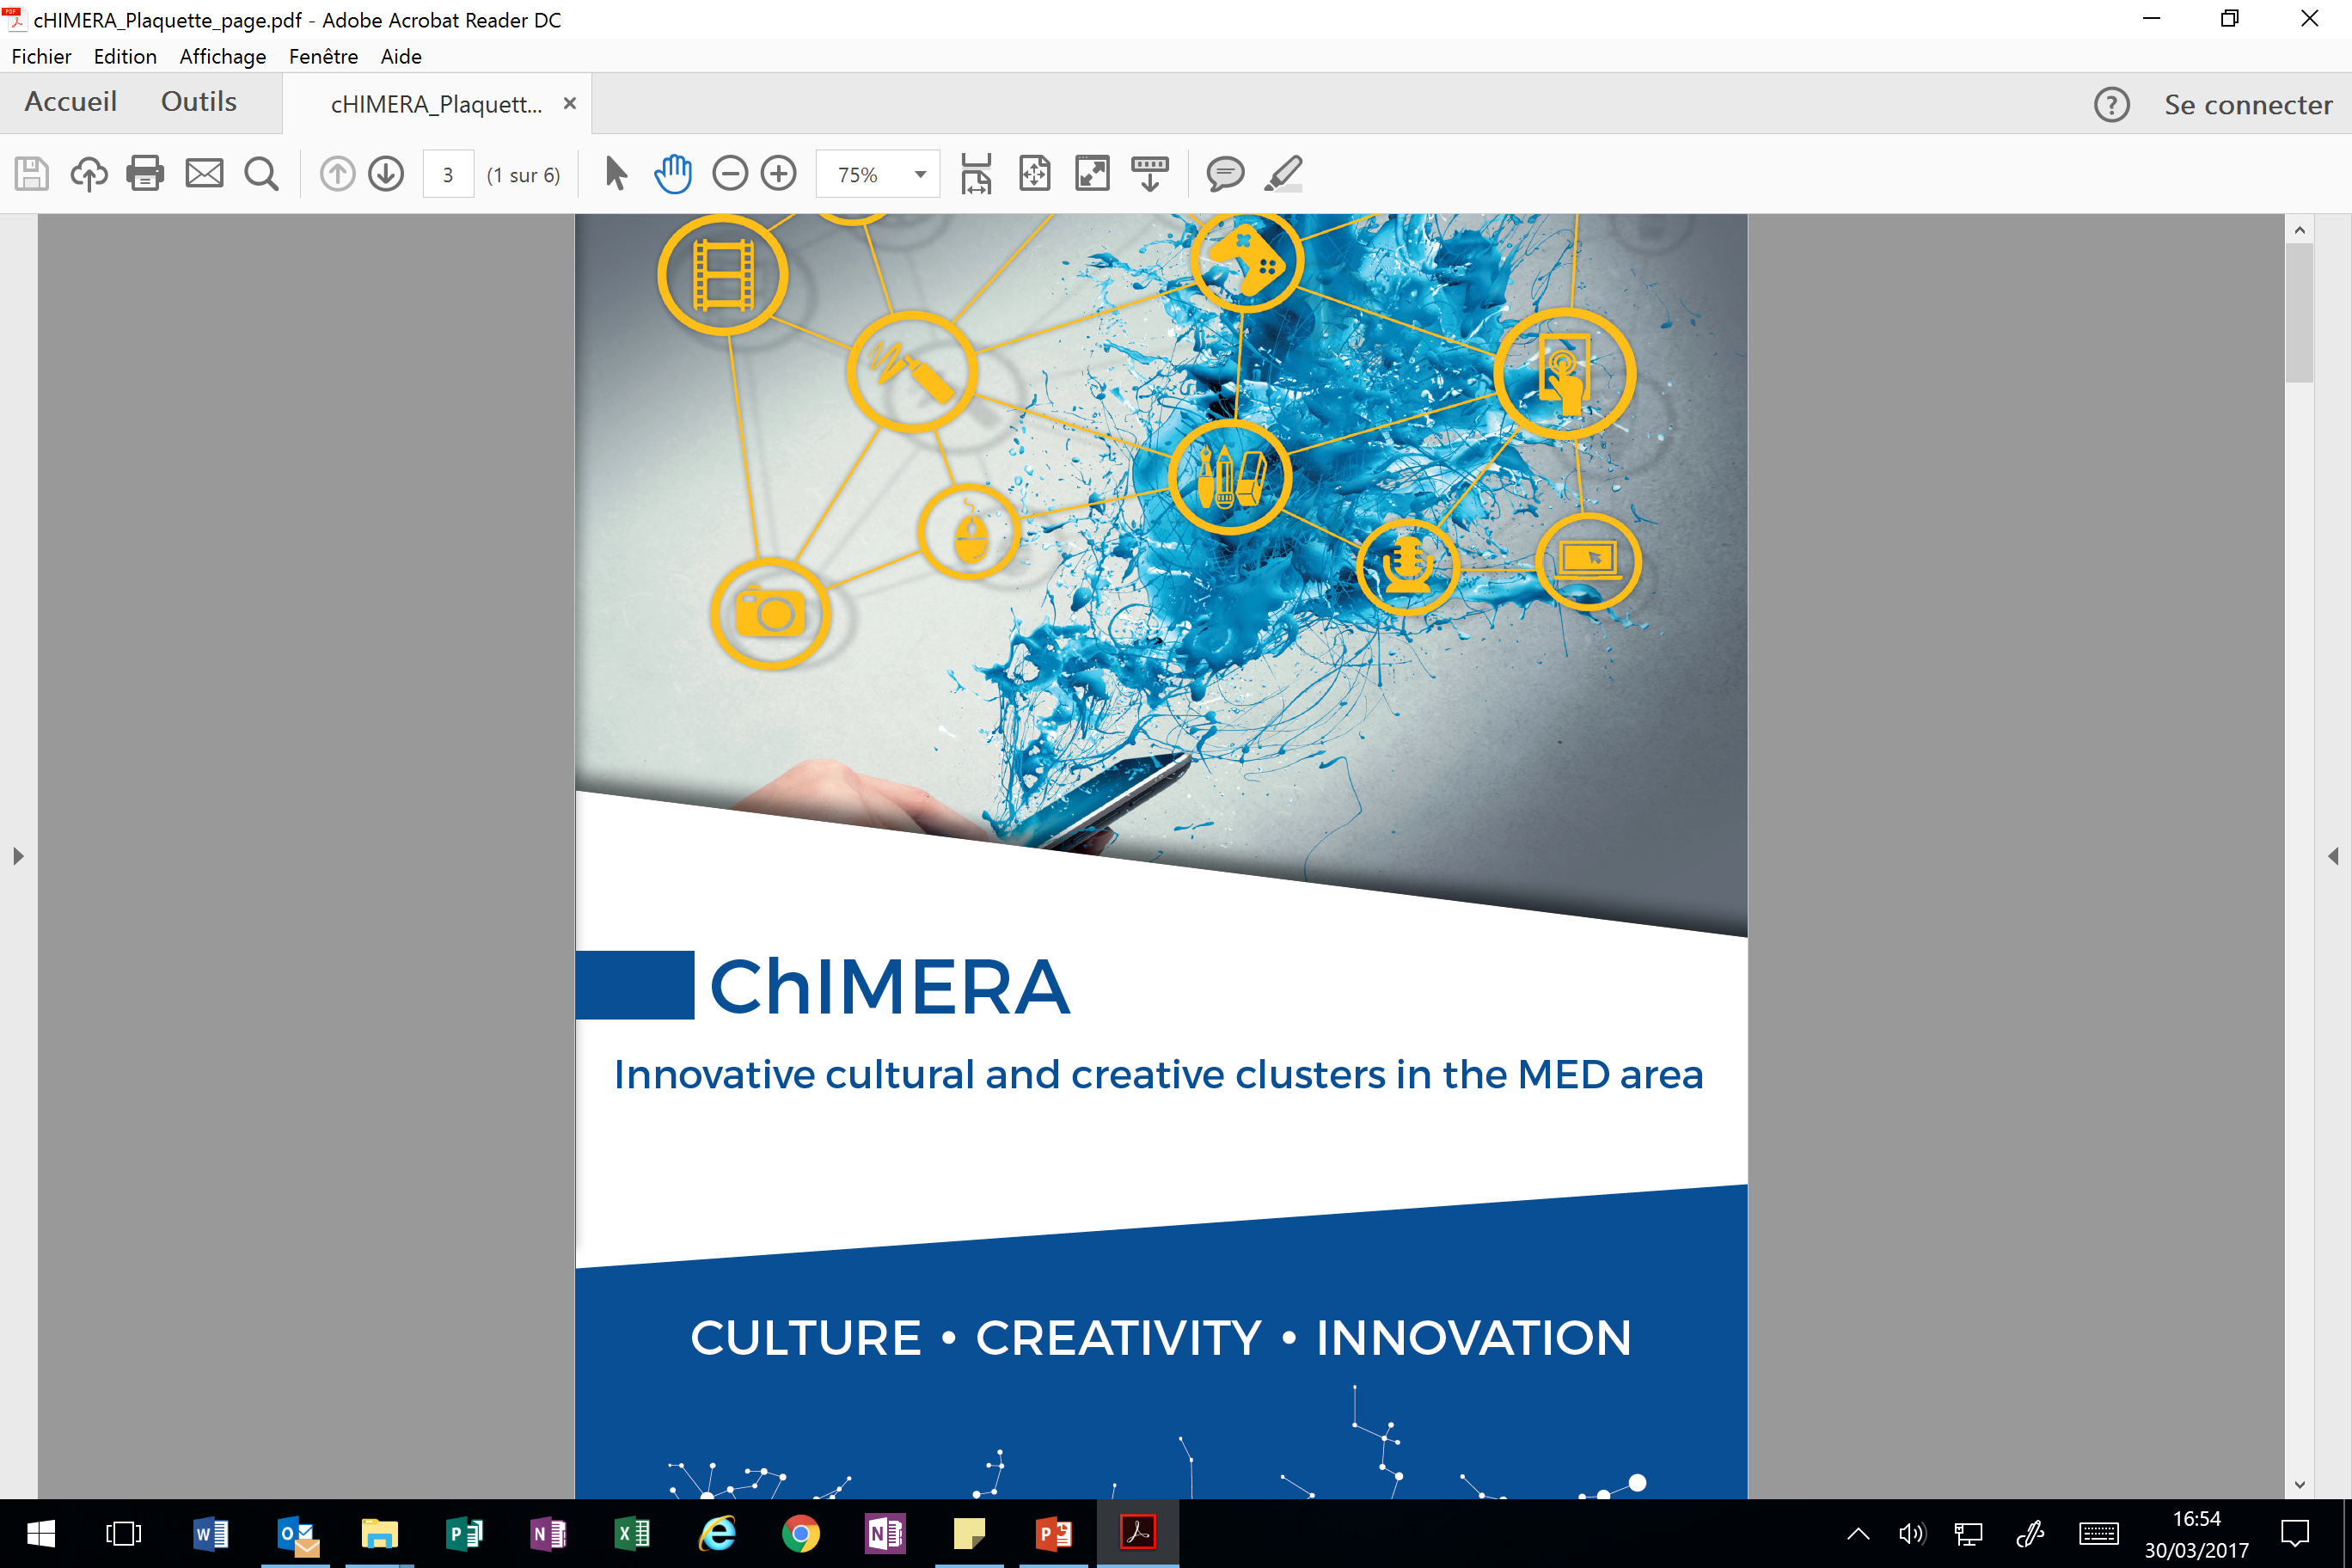 cHIMERA_Plaquette_page.pdf - Adobe Acrobat Reader DC
Fichier Edition Affichage Fenêtre Aide
Accueil Outils cHIMERA_Plaquett... × ? Se connecter
3 (1 sur 6) 75%
ChIMERA
Innovative cultural and creative clusters in the MED area
CULTURE • CREATIVITY • INNOVATION
16:54
30/03/2017